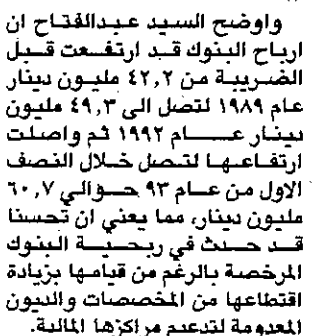 واوضح السيد عبدالفتاح ان
ارباح البنوك قد ارتفعت قبل
الضريبة من ٤٢,٢ مليون دينار
عام ١٩٨٩ لتصل الى ٤٩,٣ مليون
دينار عام ١٩٩٢ ثم واصلت
ارتفاعها لتصل خلال النصف
الاول من عام ٩٣ حوالي ٦٠,٧
مليون دينار، مما يعني ان تحسنا
قد حدث في ربحية البنوك
المرخصة بالرغم من قيامها بزيادة
اقتطاعها من المخصصات والديون
المعدومة لتدعيم مراكزها المالية.